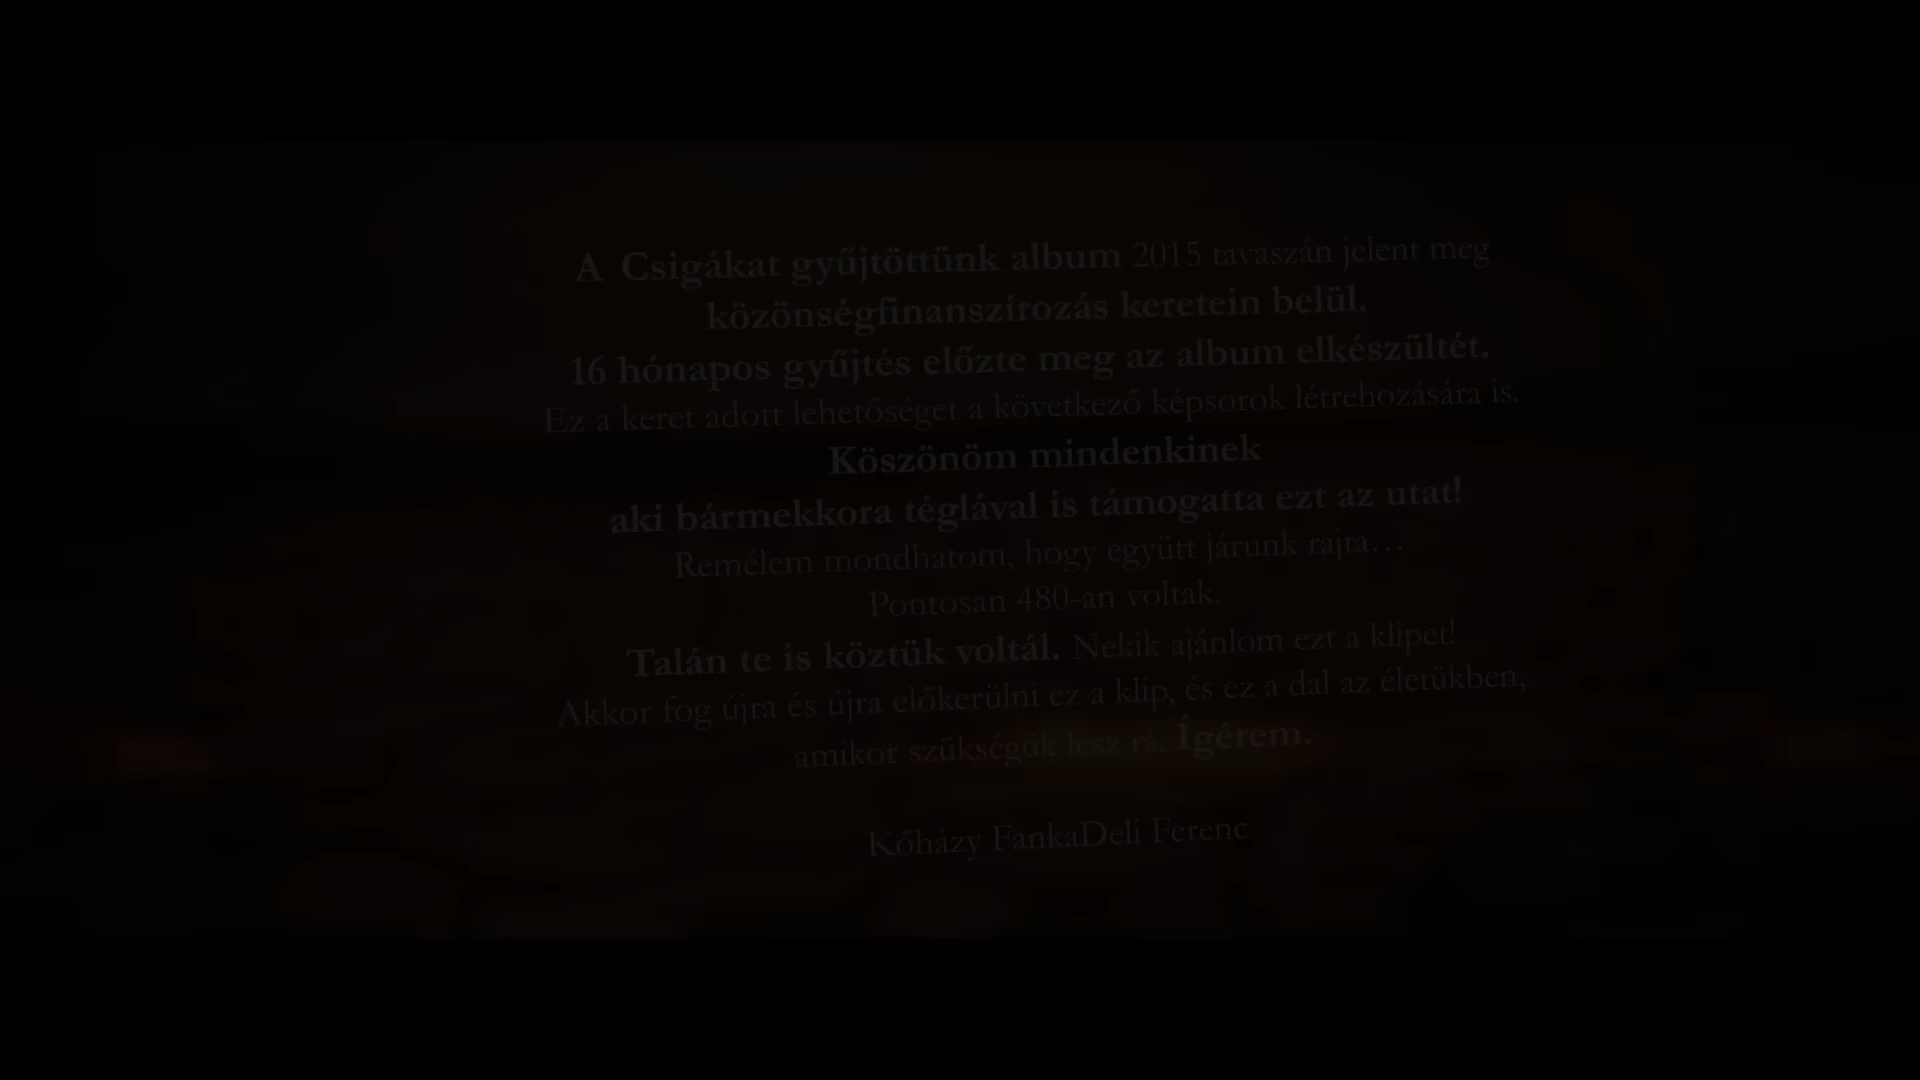 A Csigákat gyűjtöttünk album 2015 tavaszán jelent meg
közönségfinanszírozás keretein belül.
16 hónapos gyűjtés előzte meg az album elkészültét.
Ez a keret adott lehetőséget a következő képsorok létrehozására is.
Köszönöm mindenkinek
aki bármekkora téglával is támogatta ezt az utat!
Remélem mondhatom, hogy együtt járunk rajta…
Pontosan 480-an voltak.
Talán te is köztük voltál. Nekik ajánlom ezt a klipet!
Akkor fog újra és újra előkerülni ez a klip, és ez a dal az életükben,
amikor szükségük lesz rá. Ígérem.
Kőházy FankaDeli Ferenc